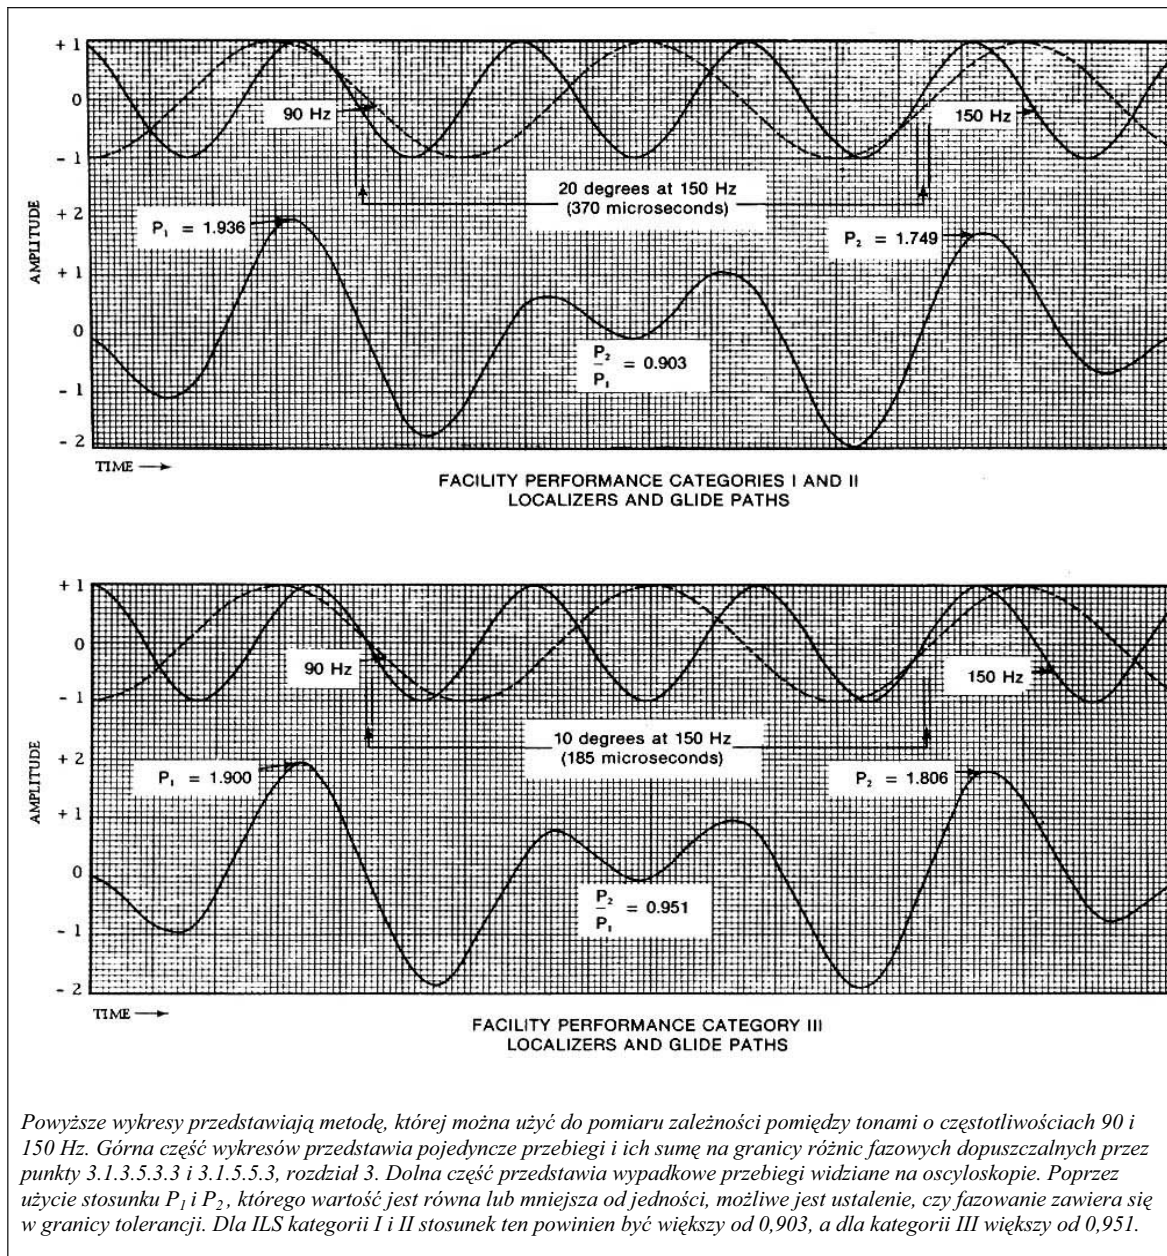 + 1
0
- 1
90 Hz
150 Hz
20 degrees at 150 Hz
(370 microseconds)
AMPLITUDE
+ 2
+ 1
0
- 1
- 2
P₁ = 1.936
P₂ = 1.749
P₂
P₁
= 0.903
TIME →
FACILITY PERFORMANCE CATEGORIES I AND II
LOCALIZERS AND GLIDE PATHS
+ 1
0
- 1
90 Hz
150 Hz
10 degrees at 150 Hz
(185 microseconds)
AMPLITUDE
+ 2
+ 1
0
- 1
- 2
P₁ = 1.900
P₂ = 1.806
P₂
P₁
= 0.951
TIME →
FACILITY PERFORMANCE CATEGORY III
LOCALIZERS AND GLIDE PATHS
Powyższe wykresy przedstawiają metodę, której można użyć do pomiaru zależności pomiędzy tonami o częstotliwościach 90 i
150 Hz. Górna część wykresów przedstawia pojedyncze przebiegi i ich sumę na granicy różnic fazowych dopuszczalnych przez
punkty 3.1.3.5.3.3 i 3.1.5.5.3, rozdział 3. Dolna część przedstawia wypadkowe przebiegi widziane na oscyloskopie. Poprzez
użycie stosunku P₁ i P₂, którego wartość jest równa lub mniejsza od jedności, możliwe jest ustalenie, czy fazowanie zawiera się
w granicy tolerancji. Dla ILS kategorii I i II stosunek ten powinien być większy od 0,903, a dla kategorii III większy od 0,951.